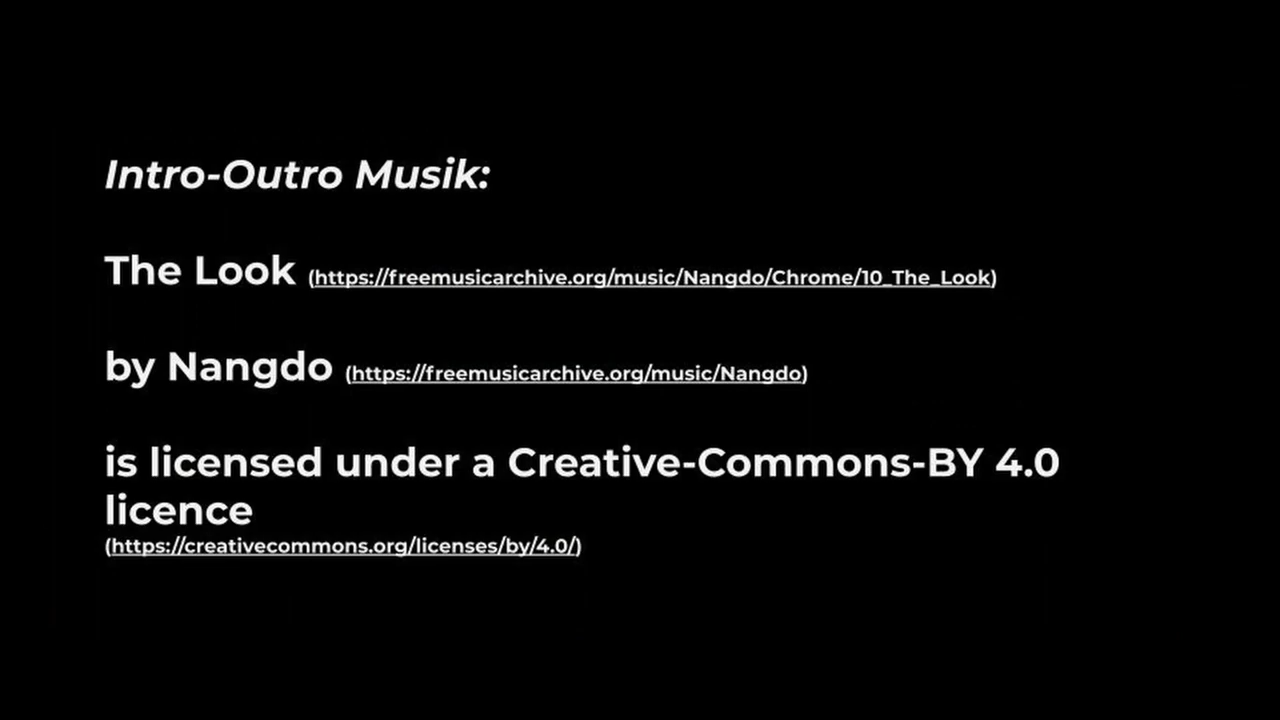 Intro-Outro Musik:
The Look (https://freemusicarchive.org/music/Nangdo/Chrome/10_The_Look)
by Nangdo (https://freemusicarchive.org/music/Nangdo)
is licensed under a Creative-Commons-BY 4.0
licence
(https://creativecommons.org/licenses/by/4.0/)